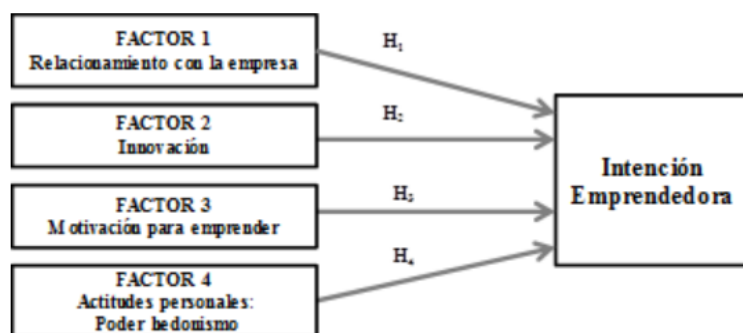 FACTOR 1
Relacionamiento con la empresa
H₁
FACTOR 2
Innovación
H₂
FACTOR 3
Motivación para emprender
H₃
FACTOR 4
Actitudes personales:
Poder hedonismo
H₄
Intención
Emprendedora